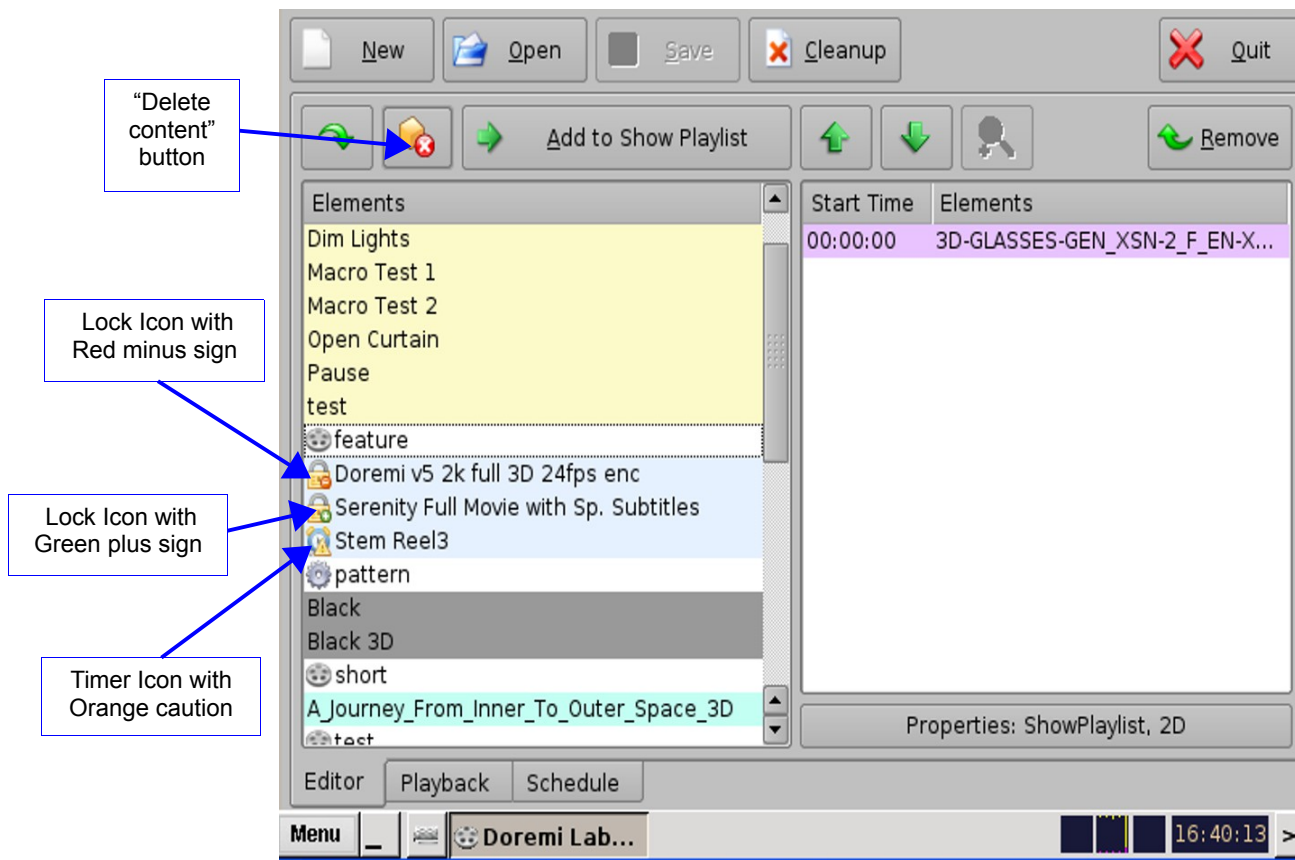 New
Open
Save
Cleanup
Quit
“Delete
content”
button
Add to Show Playlist
Remove
Elements
Start Time
Elements
Dim Lights
00:00:00
3D-GLASSES-GEN_XSN-2_F_EN-X...
Macro Test 1
Macro Test 2
Open Curtain
Pause
test
Lock Icon with
Red minus sign
feature
Doremi v5 2k full 3D 24fps enc
Serenity Full Movie with Sp. Subtitles
Stem Reel3
Lock Icon with
Green plus sign
pattern
Black
Black 3D
short
A_Journey_From_Inner_To_Outer_Space_3D
test
Timer Icon with
Orange caution
Properties: ShowPlaylist, 2D
Editor
Playback
Schedule
Menu
_
Doremi Lab...
16:40:13
>